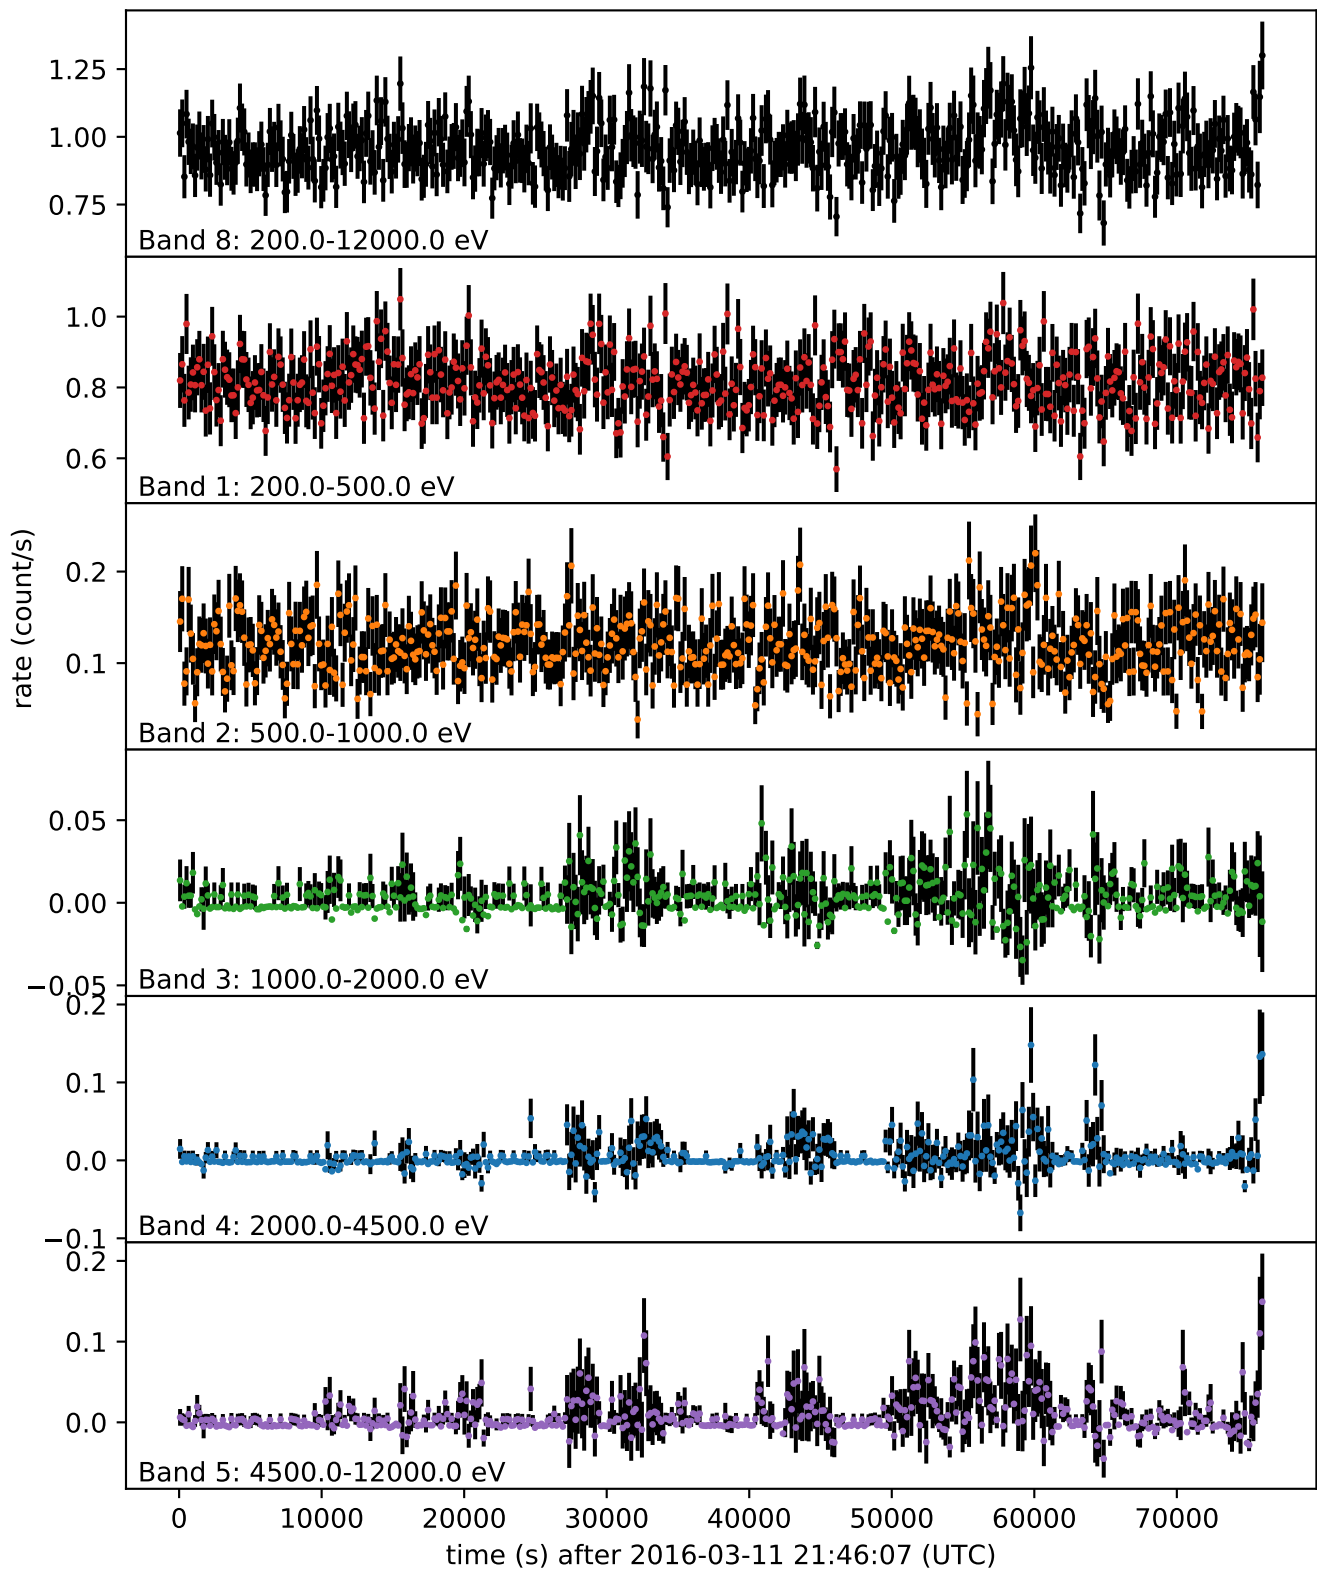 1.25
1.00
0.75
Band 8: 200.0-12000.0 eV
1.0
0.8
0.6
Band 1: 200.0-500.0 eV
rate (count/s)
0.2
0.1
Band 2: 500.0-1000.0 eV
0.05
0.00
−0.05
Band 3: 1000.0-2000.0 eV
0.2
0.1
0.0
−0.1
Band 4: 2000.0-4500.0 eV
0.2
0.1
0.0
Band 5: 4500.0-12000.0 eV
0 10000 20000 30000 40000 50000 60000 70000
time (s) after 2016-03-11 21:46:07 (UTC)